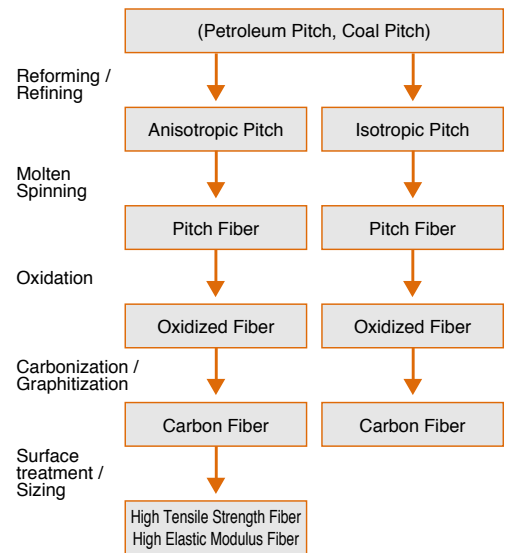 (Petroleum Pitch, Coal Pitch)
Reforming /
Refining
Anisotropic Pitch
Isotropic Pitch
Molten
Spinning
Pitch Fiber
Pitch Fiber
Oxidation
Oxidized Fiber
Oxidized Fiber
Carbonization /
Graphitization
Carbon Fiber
Carbon Fiber
Surface
treatment /
Sizing
High Tensile Strength Fiber
High Elastic Modulus Fiber